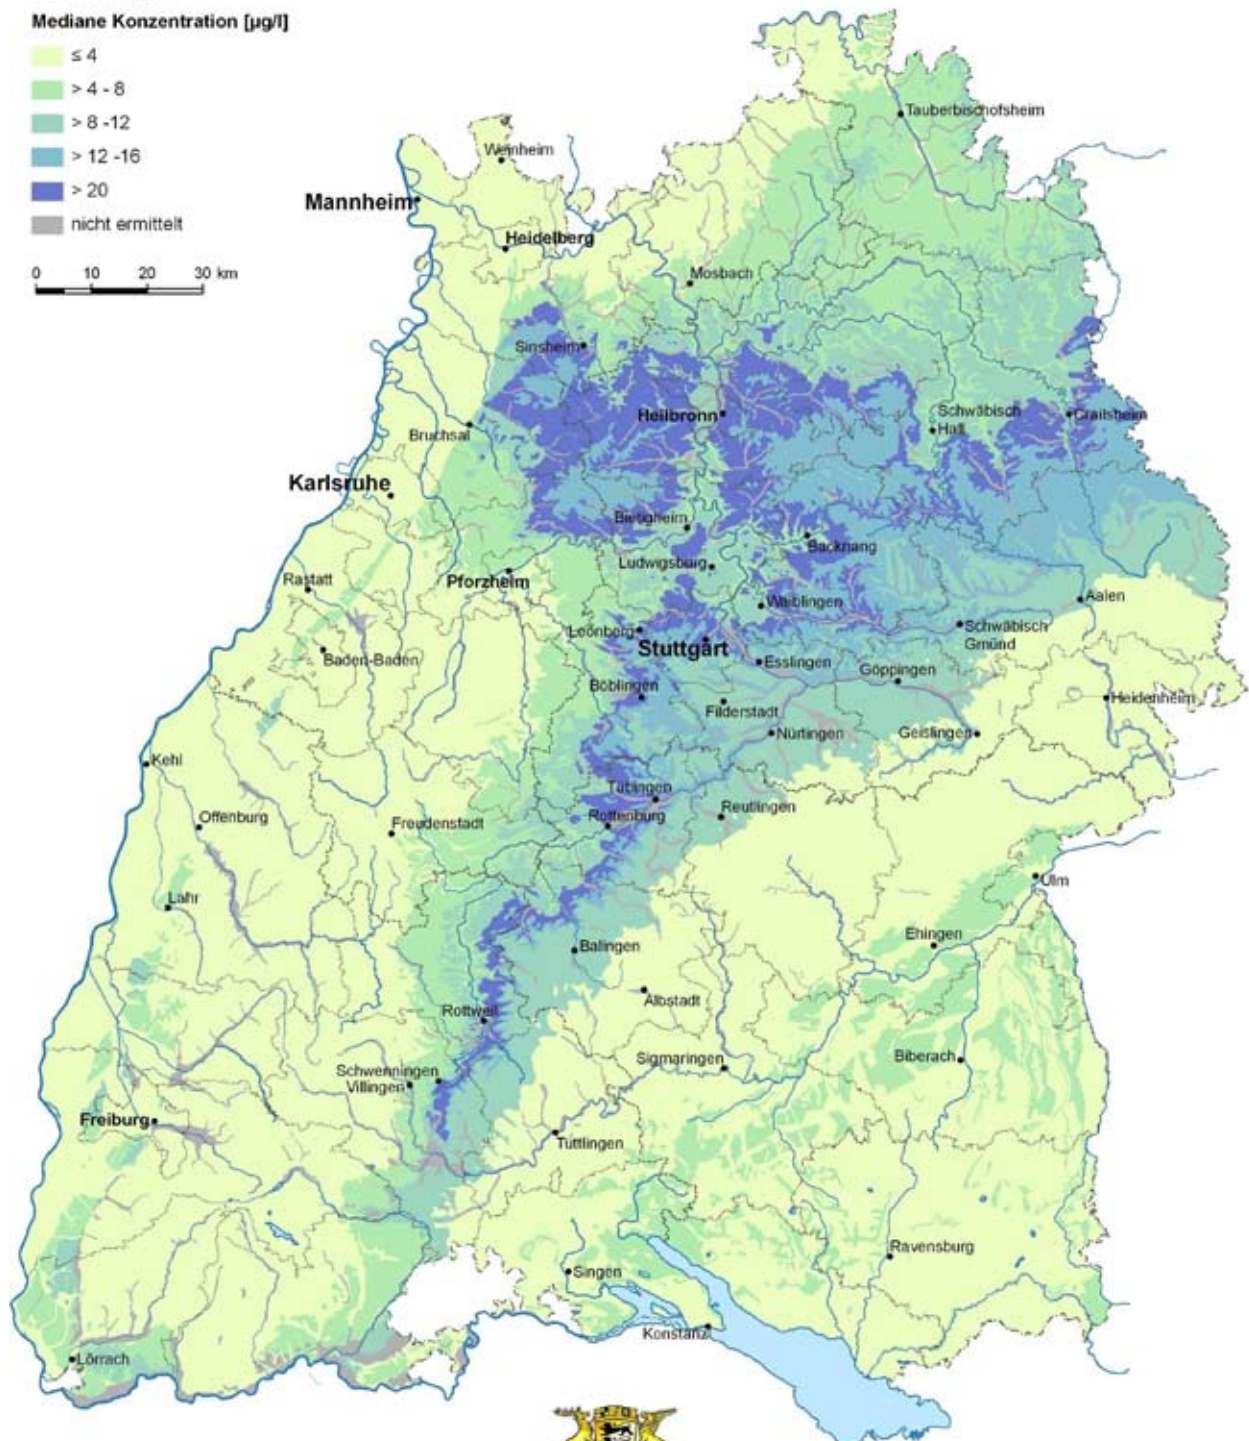 Mediane Konzentration [µg/l]
≤ 4
> 4 - 8
> 8 -12
> 12 -16
> 20
nicht ermittelt
0 10 20 30 km
Tauberbischofsheim
Weinheim
Mannheim
Heidelberg
Mosbach
Sinsheim
Heilbronn
Schwäbisch
Hall
Crailsheim
Bruchsal
Karlsruhe
Bietigheim
Backnang
Ludwigsburg
Pforzheim
Rastatt
Waiblingen
Aalen
Leonberg
Schwäbisch
Gmünd
Stuttgart
Baden-Baden
Esslingen
Göppingen
Böblingen
Heidenheim
Filderstadt
Nürtingen
Geislingen
Kehl
Tübingen
Reutlingen
Offenburg
Freudenstadt
Rottenburg
Ulm
Lahr
Ehingen
Balingen
Albstadt
Rottweil
Sigmaringen
Biberach
Schwenningen
Villingen
Freiburg
Tuttlingen
Ravensburg
Singen
Konstanz
Lörrach